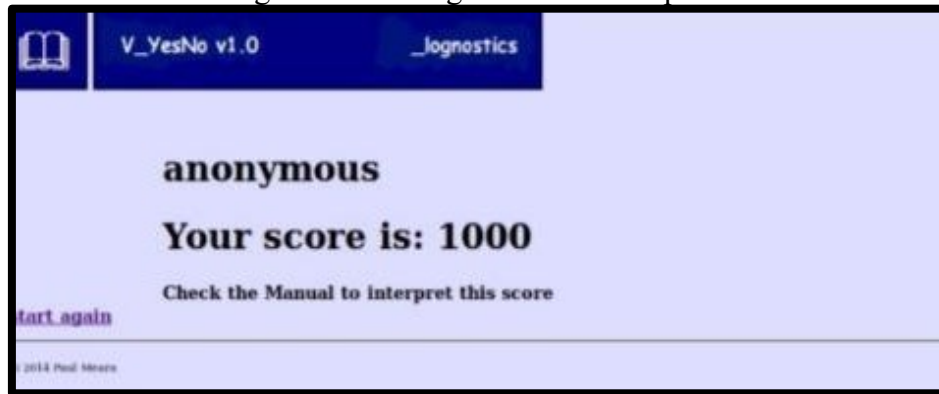 V_YesNo v1.0 _lognostics
anonymous
Your score is: 1000
Check the Manual to interpret this score
tart again
2014 Paul Meara